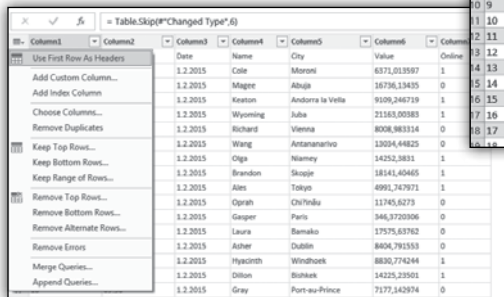 = Table.Skip(#"Changed Type",6)
Column1 Column2 Column3 Column4 Column5 Column6 Column
Use First Row As Headers
Add Custom Column...
Add Index Column
Choose Columns...
Remove Duplicates
Keep Top Rows...
Keep Bottom Rows...
Keep Range of Rows...
Remove Top Rows...
Remove Bottom Rows...
Remove Alternate Rows...
Remove Errors
Merge Queries...
Append Queries...
Date Name City Value Online
1.2.2015 Cole Moroni 6371,013597 1
1.2.2015 Magee Abuja 16736,13435 0
1.2.2015 Keaton Andorra la Vella 9109,246719 1
1.2.2015 Wyoming Juba 21163,00383 1
1.2.2015 Richard Vienna 8008,983314 0
1.2.2015 Wang Antananarivo 13034,44825 0
1.2.2015 Olga Niamey 14252,3831 1
1.2.2015 Brandon Skopje 18141,40465 1
1.2.2015 Ales Tokyo 4991,747971 1
1.2.2015 Oprah 11745,6273 0
1.2.2015 Gasper Paris 346,3720306 0
1.2.2015 Laura Bamako 17575,63762 0
1.2.2015 Asher Dublin 8404,791553 0
1.2.2015 Hyacinth Windhoek 8830,774244 1
1.2.2015 Dillon Bishkek 14225,23501 1
1.2.2015 Gray Port-au-Prince 7177,142974 0
10 9
11 10
12 11
13 12
14 13
15 14
16 15
17 16
18 17